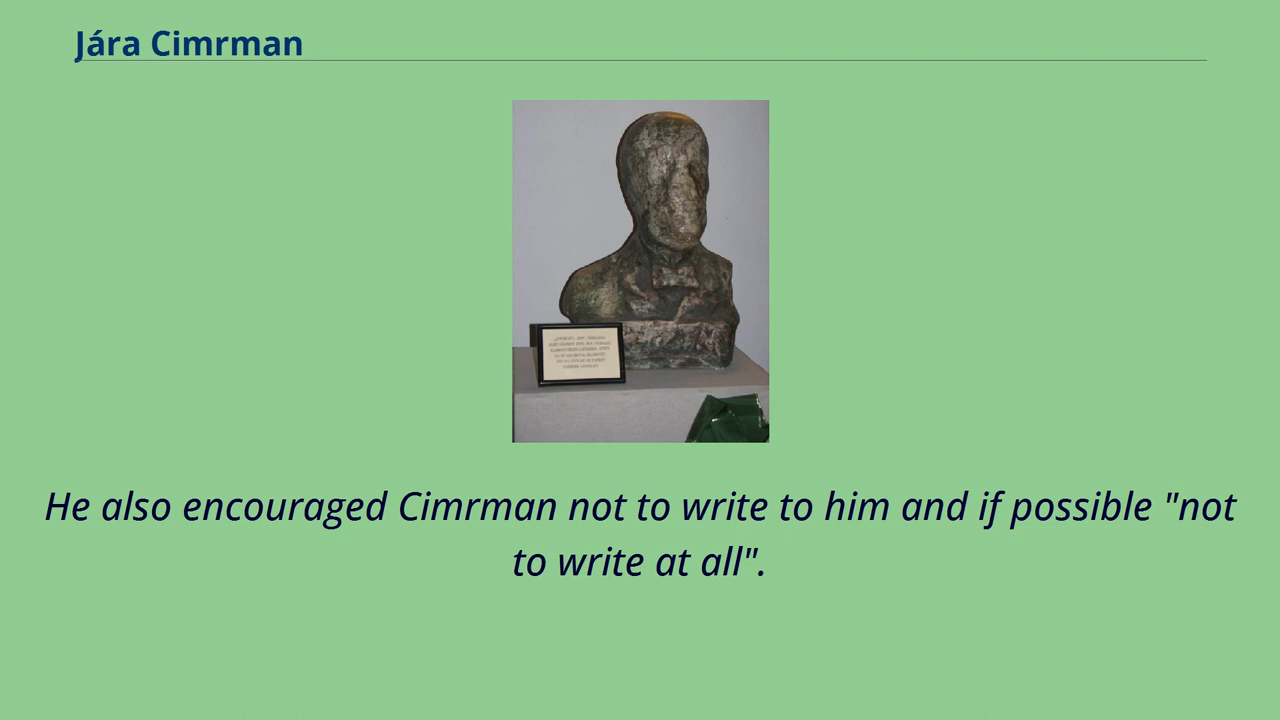 Jára Cimrman
He also encouraged Cimrman not to write to him and if possible "not
to write at all".